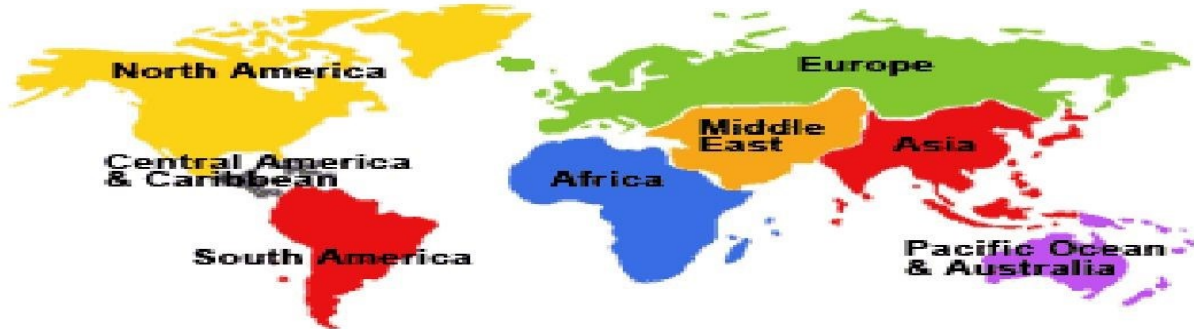 North America
Europe
Middle
East
Asia
Central America
& Caribbean
Africa
South America
Pacific Ocean
& Australia